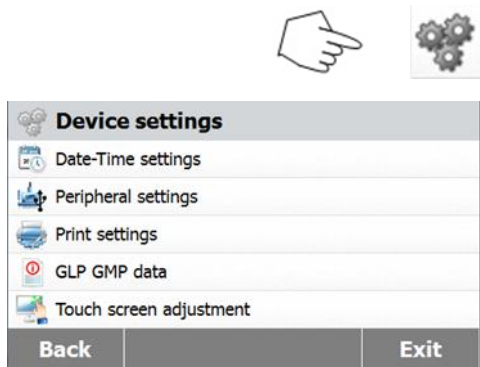 Device settings
Date-Time settings
Peripheral settings
Print settings
GLP GMP data
Touch screen adjustment
Back
Exit